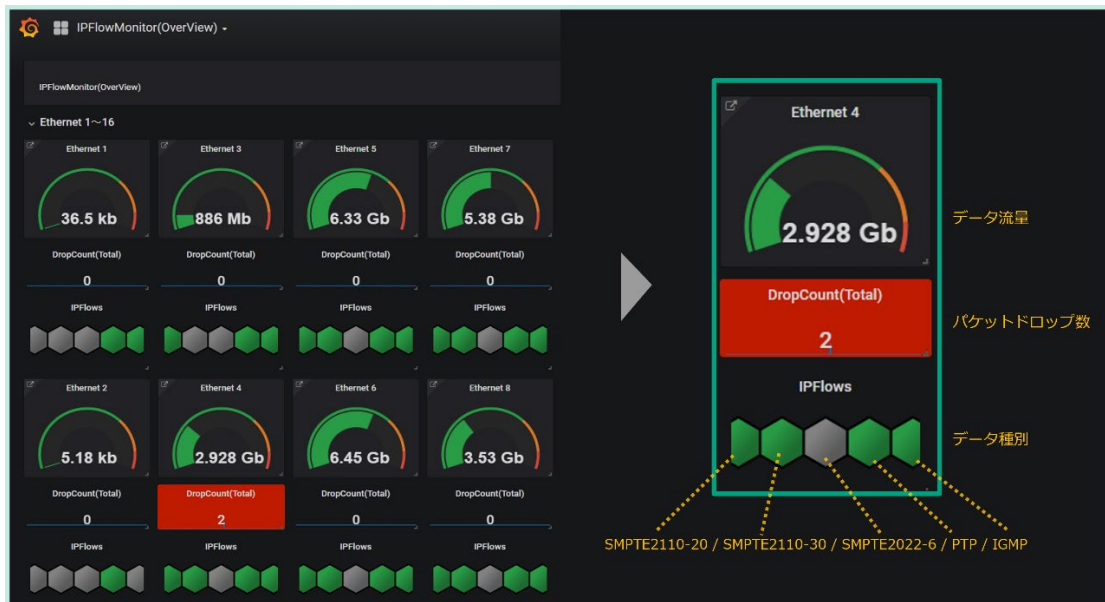 IPFlowMonitor(OverView)
IPFlowMonitor(OverView)
Ethernet 1～16
Ethernet 1
Ethernet 3
Ethernet 5
Ethernet 7
36.5 kb
886 Mb
6.33 Gb
5.38 Gb
DropCount(Total)
DropCount(Total)
DropCount(Total)
DropCount(Total)
0
0
0
0
IPFlows
IPFlows
IPFlows
IPFlows
Ethernet 2
Ethernet 4
Ethernet 6
Ethernet 8
5.18 kb
2.928 Gb
6.45 Gb
3.53 Gb
DropCount(Total)
DropCount(Total)
DropCount(Total)
DropCount(Total)
0
2
0
0
IPFlows
IPFlows
IPFlows
IPFlows
Ethernet 4
2.928 Gb
データ流量
DropCount(Total)
2
パケットドロップ数
IPFlows
データ種別
SMPTE2110-20 / SMPTE2110-30 / SMPTE2022-6 / PTP / IGMP